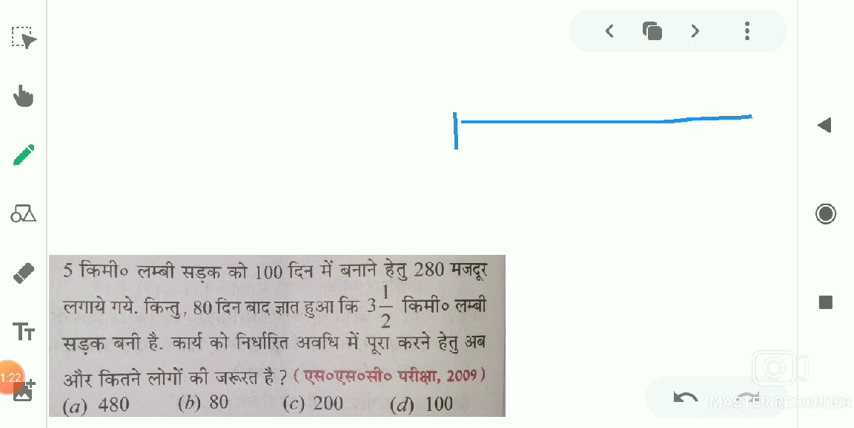 5 किमी० लम्बी सड़क को 100 दिन में बनाने हेतु 280 मजदूर
लगाये गये. किन्तु, 80 दिन बाद ज्ञात हुआ कि 3 1/2 किमी० लम्बी
सड़क बनी है. कार्य को निर्धारित अवधि में पूरा करने हेतु अब
और कितने लोगों की जरूरत है? (एस०एस०सी० परीक्षा, 2009)
(a) 480 (b) 80 (c) 200 (d) 100
Tт
1:22
MASTER RECORDER